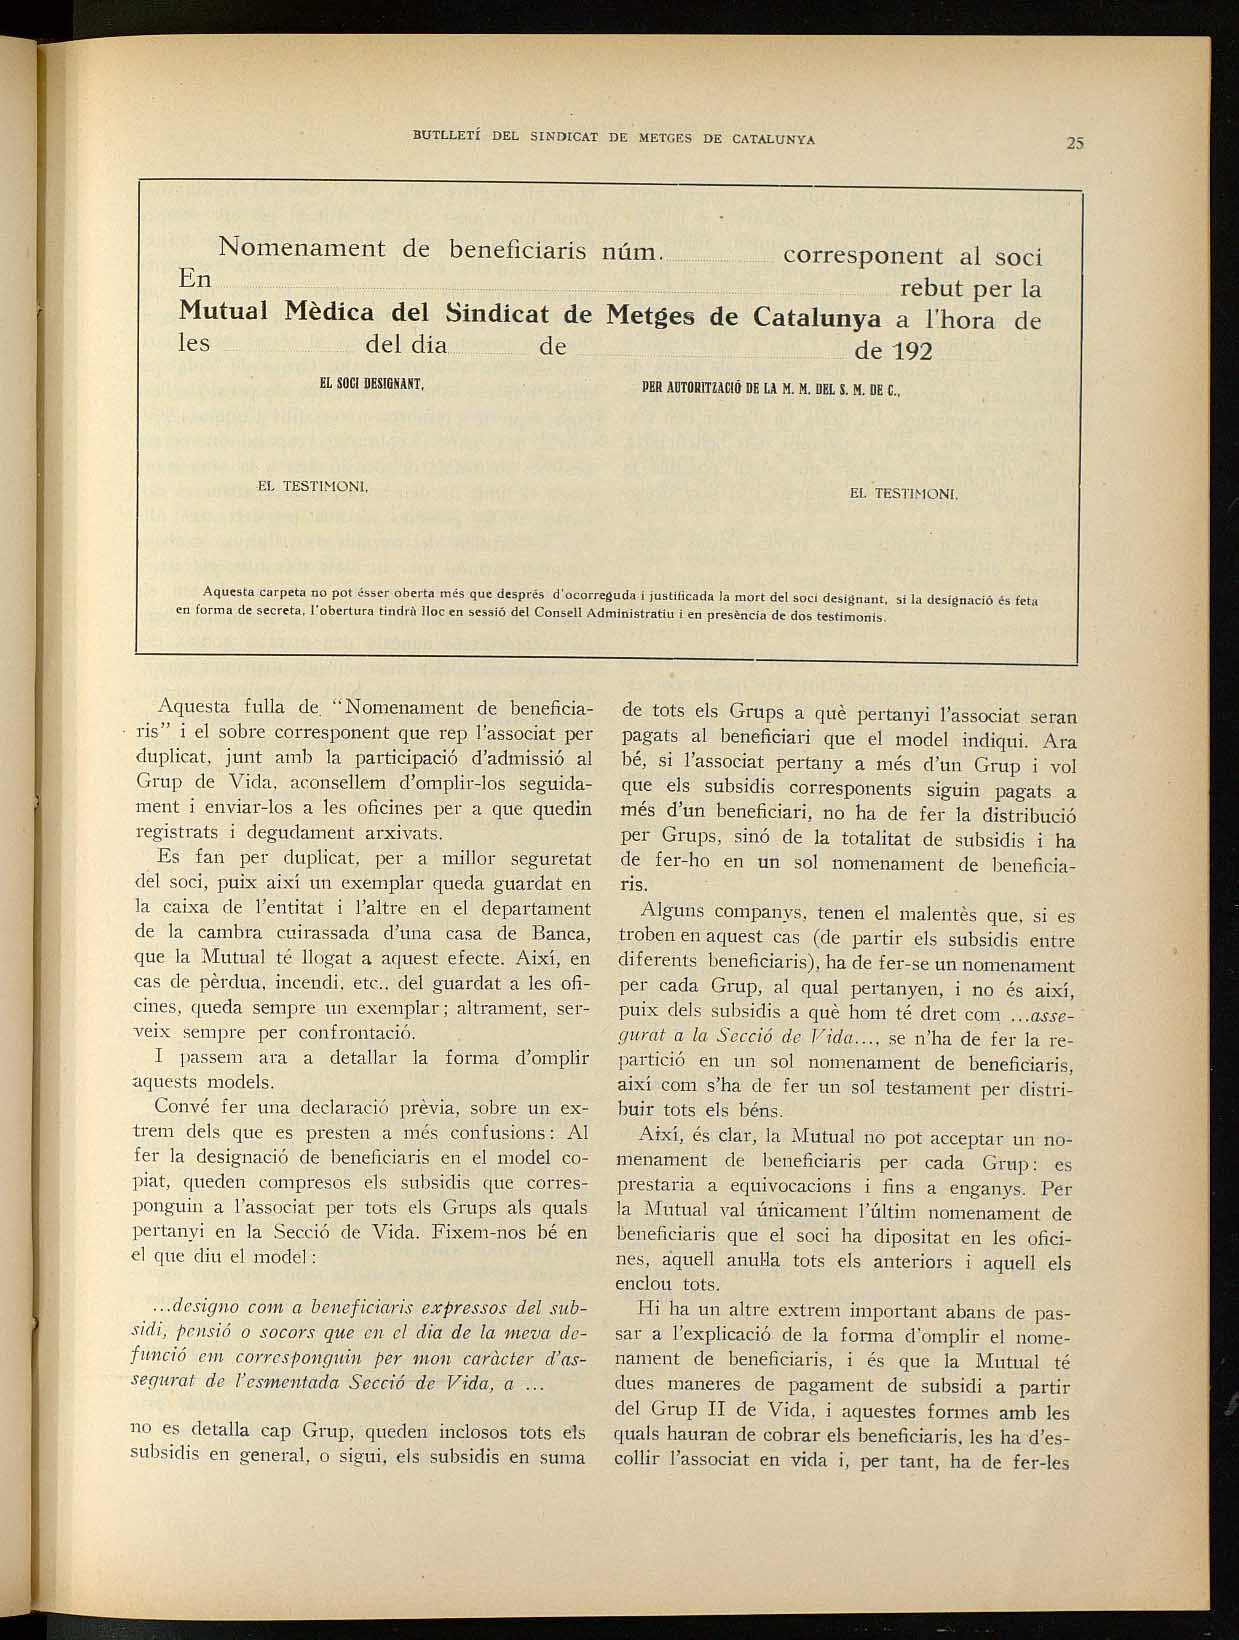 BUTLLETÍ DEL SINDICAT DE METGES DE CATALUNYA
25
Nomenament de beneficiaris núm. corresponent al soci
En rebut per la
Mutual Mèdica del Sindicat de Metges de Catalunya a l'hora de
les del dia de de 192
EL SOCI DESIGNANT,
PER AUTORITZACIÓ DE LA M. M. DEL S. M. DE C.,
EL TESTIMONI,
EL TESTIMONI,
Aquesta carpeta no pot ésser oberta més que després d'ocorreguda i justificada la mort del soci designant, si la designació és feta
en forma de secreta, l'obertura tindrà lloc en sessió del Consell Administratiu i en presència de dos testimonis.
Aquesta fulla de "Nomenament de beneficia-
ris" i el sobre corresponent que rep l'associat per
duplicat, junt amb la participació d'admissió al
Grup de Vida, aconsellem d'omplir-los seguida-
ment i enviar-los a les oficines per a que quedin
registrats i degudament arxivats.
Es fan per duplicat, per a millor seguretat
del soci, puix així un exemplar queda guardat en
la caixa de l'entitat i l'altre en el departament
de la cambra cuirassada d'una casa de Banca,
que la Mutual té llogat a aquest efecte. Així, en
cas de pèrdua, incendi, etc., del guardat a les ofi-
cines, queda sempre un exemplar; altrament, ser-
veix sempre per confrontació.
I passem ara a detallar la forma d'omplir
aquests models.
Convé fer una declaració prèvia, sobre un ex-
trem dels que es presten a més confusions: Al
fer la designació de beneficiaris en el model co-
piat, queden compresos els subsidis que corres-
ponguin a l'associat per tots els Grups als quals
pertanyi en la Secció de Vida. Fixem-nos bé en
el que diu el model:
...designo com a beneficiaris expressos del sub-
sidi, pensió o socors que en el dia de la meva de-
funció em corresponguin per mon caràcter d'as-
segurat de l'esmentada Secció de Vida, a ...
no es detalla cap Grup, queden inclosos tots els
subsidis en general, o sigui, els subsidis en suma
de tots els Grups a què pertanyi l'associat seran
pagats al beneficiari que el model indiqui. Ara
bé, si l'associat pertany a més d'un Grup i vol
que els subsidis corresponents siguin pagats a
més d'un beneficiari, no ha de fer la distribució
per Grups, sinó de la totalitat de subsidis i ha
de fer-ho en un sol nomenament de beneficia-
ris.
Alguns companys, tenen el malentès que, si es
troben en aquest cas (de partir els subsidis entre
diferents beneficiaris), ha de fer-se un nomenament
per cada Grup, al qual pertanyen, i no és així,
puix dels subsidis a què hom té dret com ...asse-
gurat a la Secció de Vida..., se n'ha de fer la re-
partició en un sol nomenament de beneficiaris,
així com s'ha de fer un sol testament per distri-
buir tots els béns.
Així, és clar, la Mutual no pot acceptar un no-
menament de beneficiaris per cada Grup: es
prestaria a equivocacions i fins a enganys. Per
la Mutual val únicament l'últim nomenament de
beneficiaris que el soci ha dipositat en les ofici-
nes, aquell anul·la tots els anteriors i aquell els
enclou tots.
Hi ha un altre extrem important abans de pas-
sar a l'explicació de la forma d'omplir el nome-
nament de beneficiaris, i és que la Mutual té
dues maneres de pagament de subsidi a partir
del Grup II de Vida, i aquestes formes amb les
quals hauran de cobrar els beneficiaris, les ha d'es-
collir l'associat en vida i, per tant, ha de fer-les